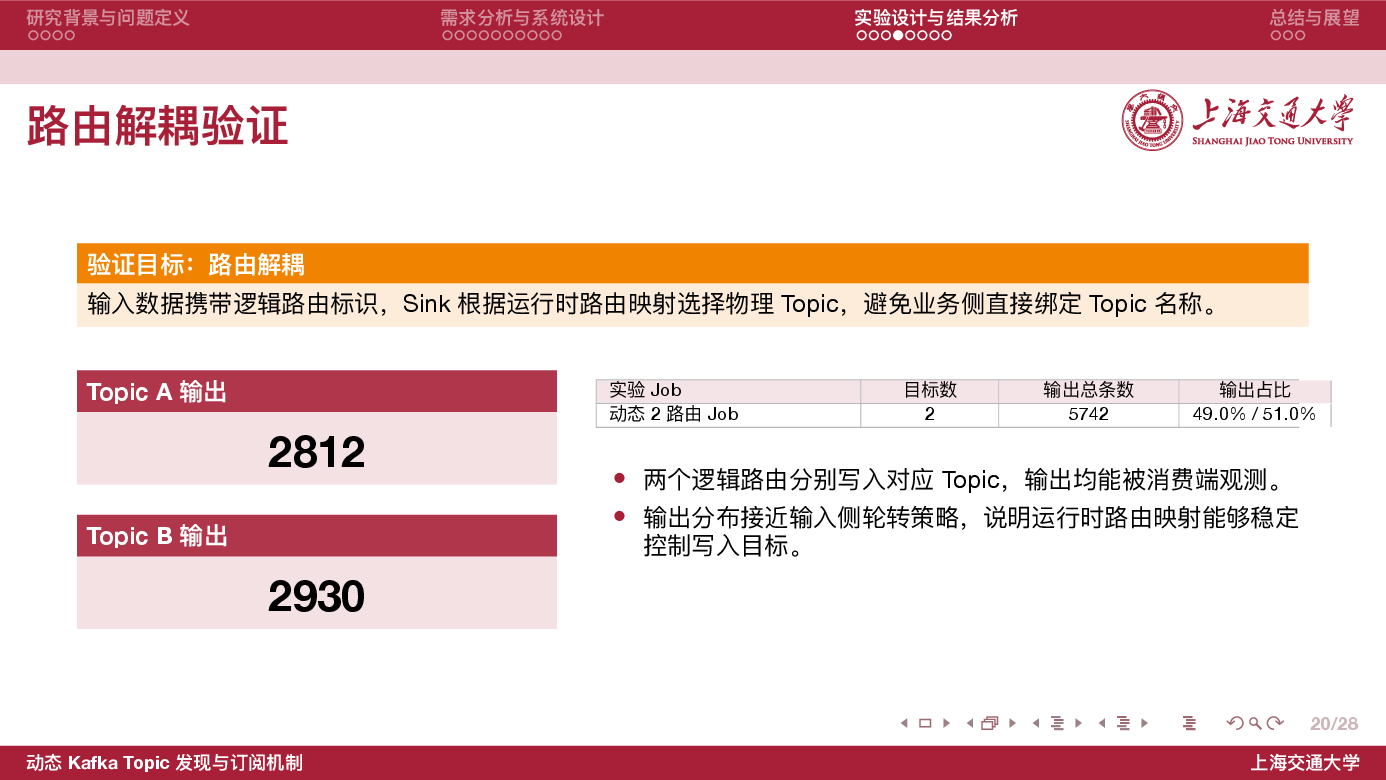 研究背景与问题定义
需求分析与系统设计
实验设计与结果分析
总结与展望
路由解耦验证
上海交通大学
SHANGHAI JIAO TONG UNIVERSITY
验证目标：路由解耦
输入数据携带逻辑路由标识，Sink 根据运行时路由映射选择物理 Topic，避免业务侧直接绑定 Topic 名称。
Topic A 输出
2812
Topic B 输出
2930
实验 Job 目标数 输出总条数 输出占比
动态 2 路由 Job 2 5742 49.0% / 51.0%
两个逻辑路由分别写入对应 Topic，输出均能被消费端观测。
输出分布接近输入侧轮转策略，说明运行时路由映射能够稳定
控制写入目标。
20/28
动态 Kafka Topic 发现与订阅机制
上海交通大学